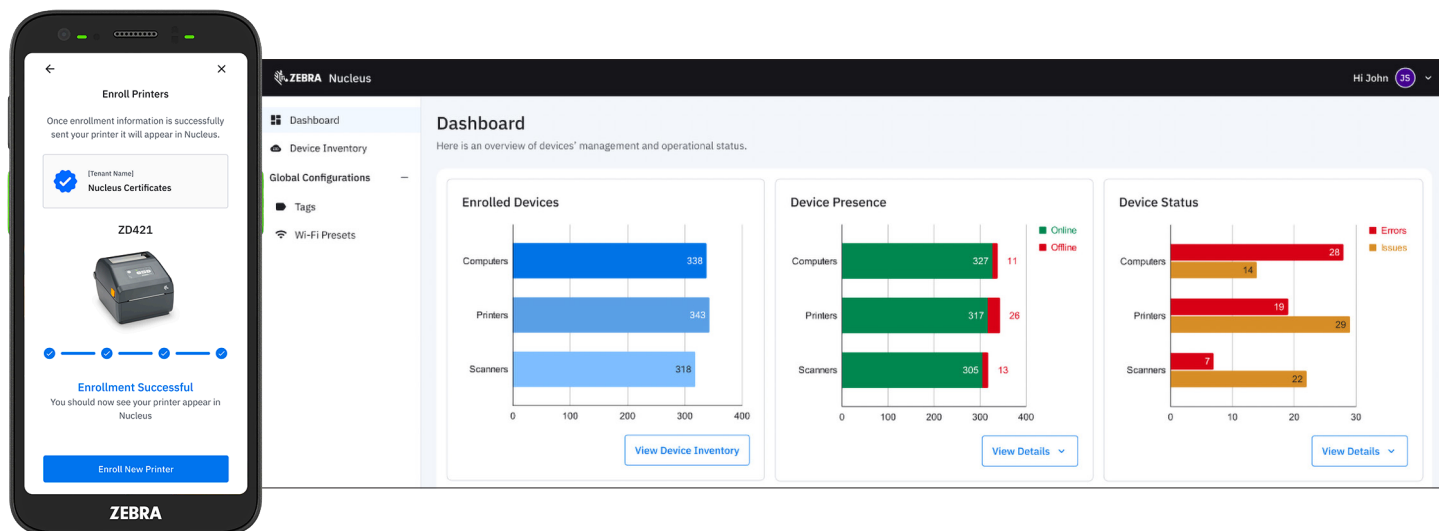 Enroll Printers
Once enrollment information is successfully
sent your printer it will appear in Nucleus.
[Tenant Name]
Nucleus Certificates
ZD421
Enrollment Successful
You should now see your printer appear in
Nucleus
Enroll New Printer
ZEBRA
ZEBRA Nucleus
Hi John JS
Dashboard
Device Inventory
Global Configurations
Tags
Wi-Fi Presets
Dashboard
Here is an overview of devices' management and operational status.
Enrolled Devices
Computers 338
Printers 343
Scanners 318
0 100 200 300 400
View Device Inventory
Device Presence
Online
Offline
Computers 327 11
Printers 317 26
Scanners 305 13
0 100 200 300 400
View Details
Device Status
Errors
Issues
Computers 28
14
Printers 19
29
Scanners 7
22
0 10 20 30
View Details